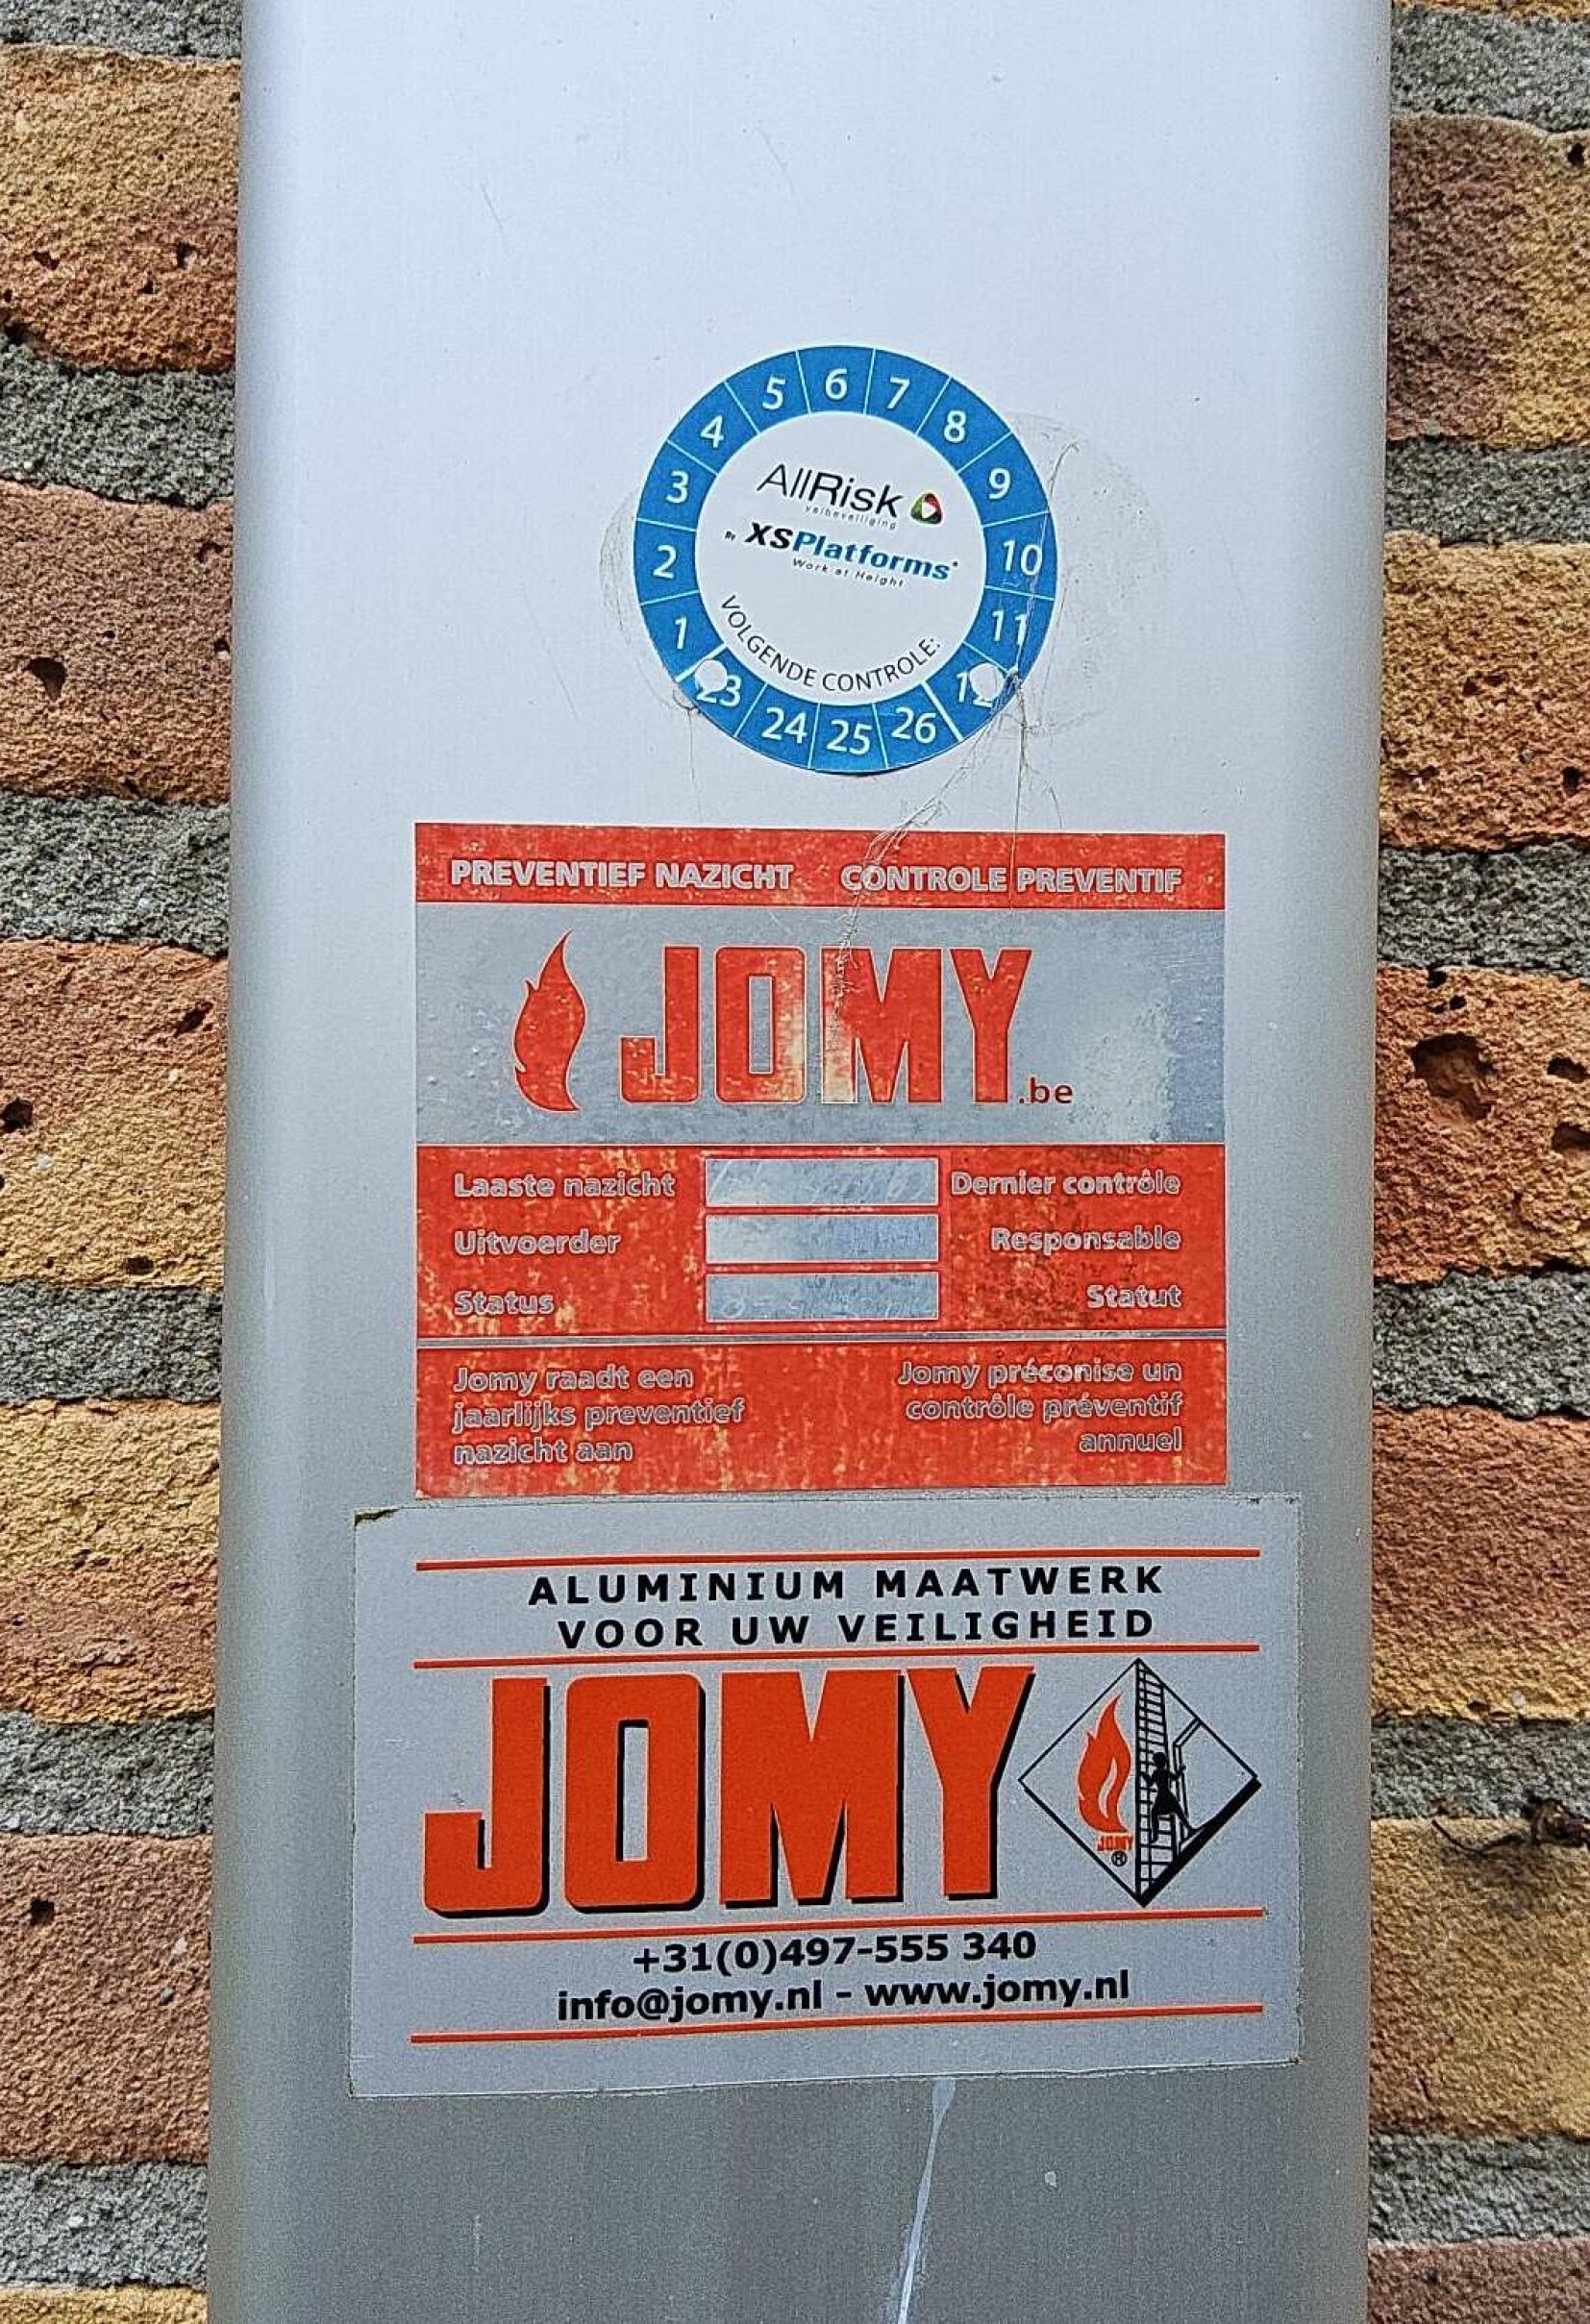 5 6 7
4 8
3 9
AllRisk
valbeveiliging
By XSPlatforms
Work at Height
2 10
1 11
VOLGENDE CONTROLE:
23 24 25 26 12
PREVENTIEF NAZICHT CONTROLE PREVENTIF
JOMY.be
Laaste nazicht Dernier contrôle
Uitvoerder Responsable
Status Statut
Jomy raadt een
jaarlijks preventief
nazicht aan
Jomy préconise un
contrôle préventif
annuel
ALUMINIUM MAATWERK
VOOR UW VEILIGHEID
JOMY
JOMY
®
+31(0)497-555 340
info@jomy.nl - www.jomy.nl